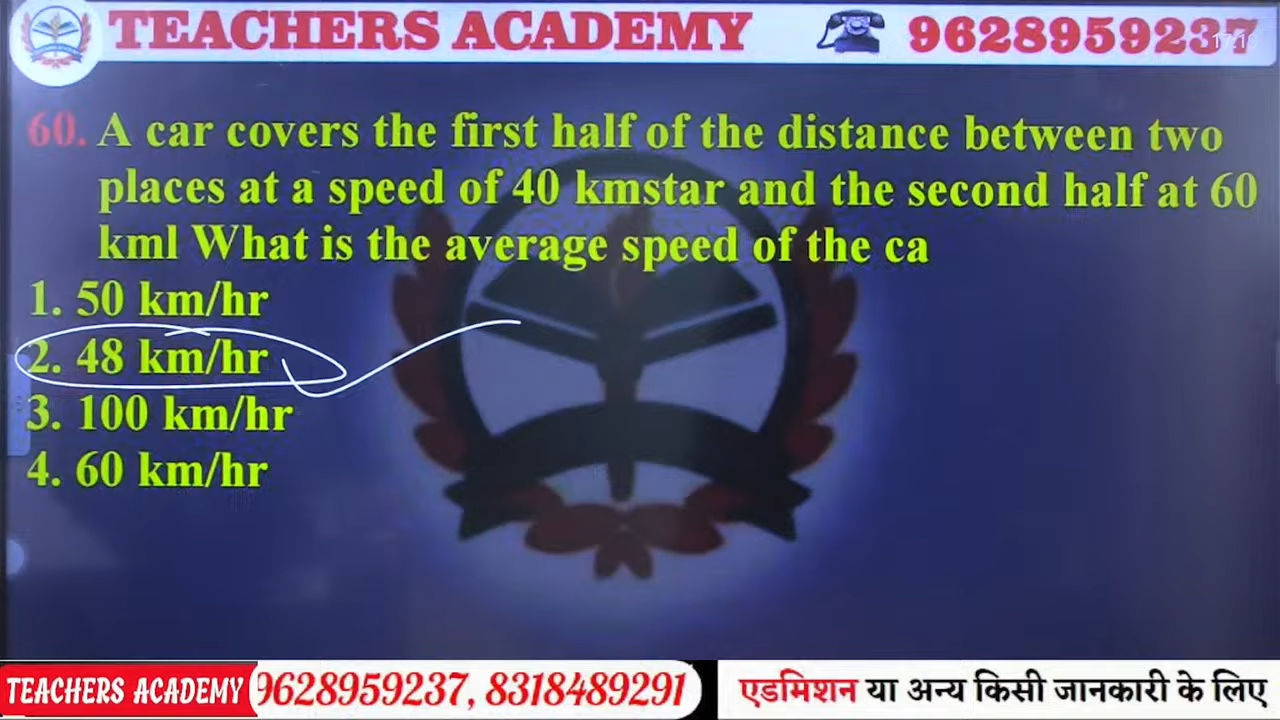 TEACHERS ACADEMY 9628959237
60. A car covers the first half of the distance between two
places at a speed of 40 kmstar and the second half at 60
kml What is the average speed of the ca
1. 50 km/hr
2. 48 km/hr
3. 100 km/hr
4. 60 km/hr
TEACHERS ACADEMY 9628959237, 8318489291 एडमिशन या अन्य किसी जानकारी के लिए